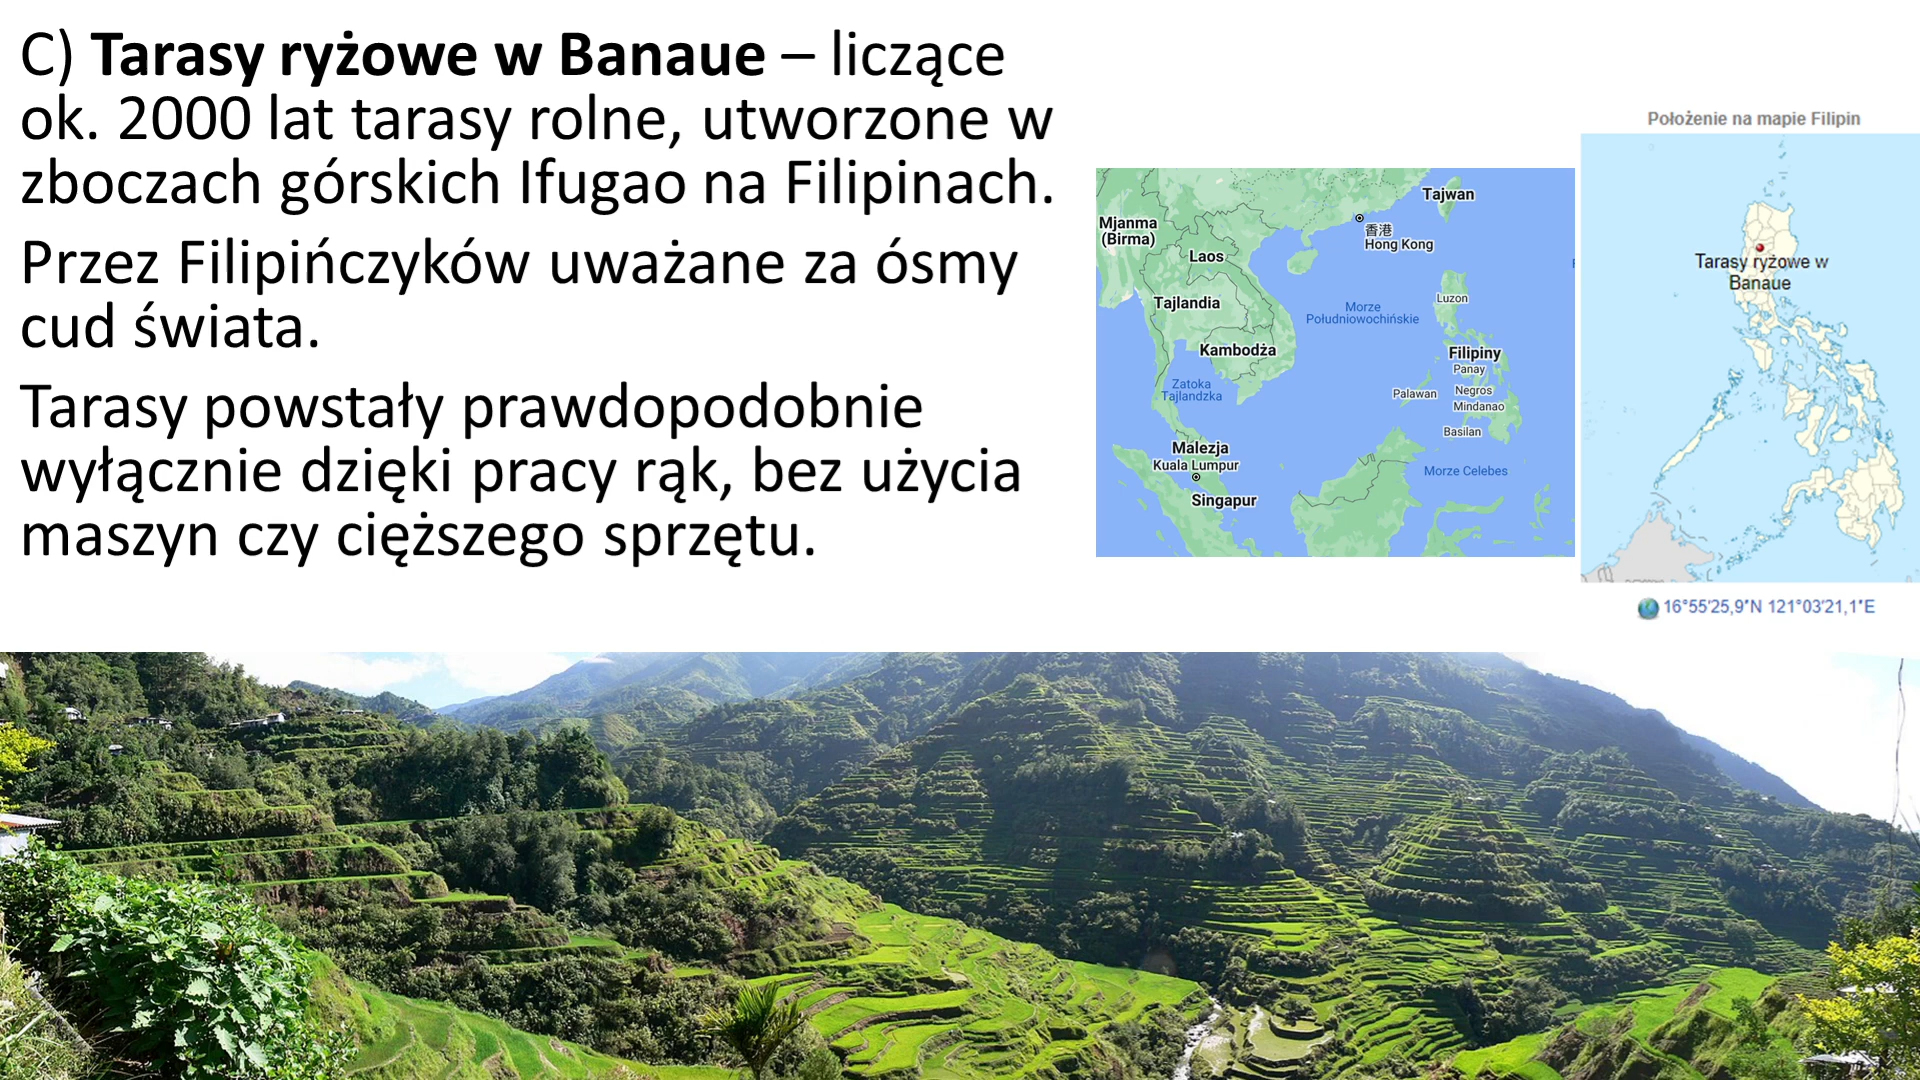 C) Tarasy ryżowe w Banaue – liczące
ok. 2000 lat tarasy rolne, utworzone w
zboczach górskich Ifugao na Filipinach.
Przez Filipińczyków uważane za ósmy
cud świata.
Tarasy powstały prawdopodobnie
wyłącznie dzięki pracy rąk, bez użycia
maszyn czy cięższego sprzętu.
Tajwan
Mjanma
(Birma)
香港
Hong Kong
Laos
Tajlandia
Luzon
Morze
Południowochińskie
Kambodża
Filipiny
Panay
Zatoka
Tajlandzka
Palawan
Negros
Mindanao
Basilan
Malezja
Kuala Lumpur
Morze Celebes
Singapur
Położenie na mapie Filipin
Tarasy ryżowe w
Banaue
16°55′25,9″N 121°03′21,1″E